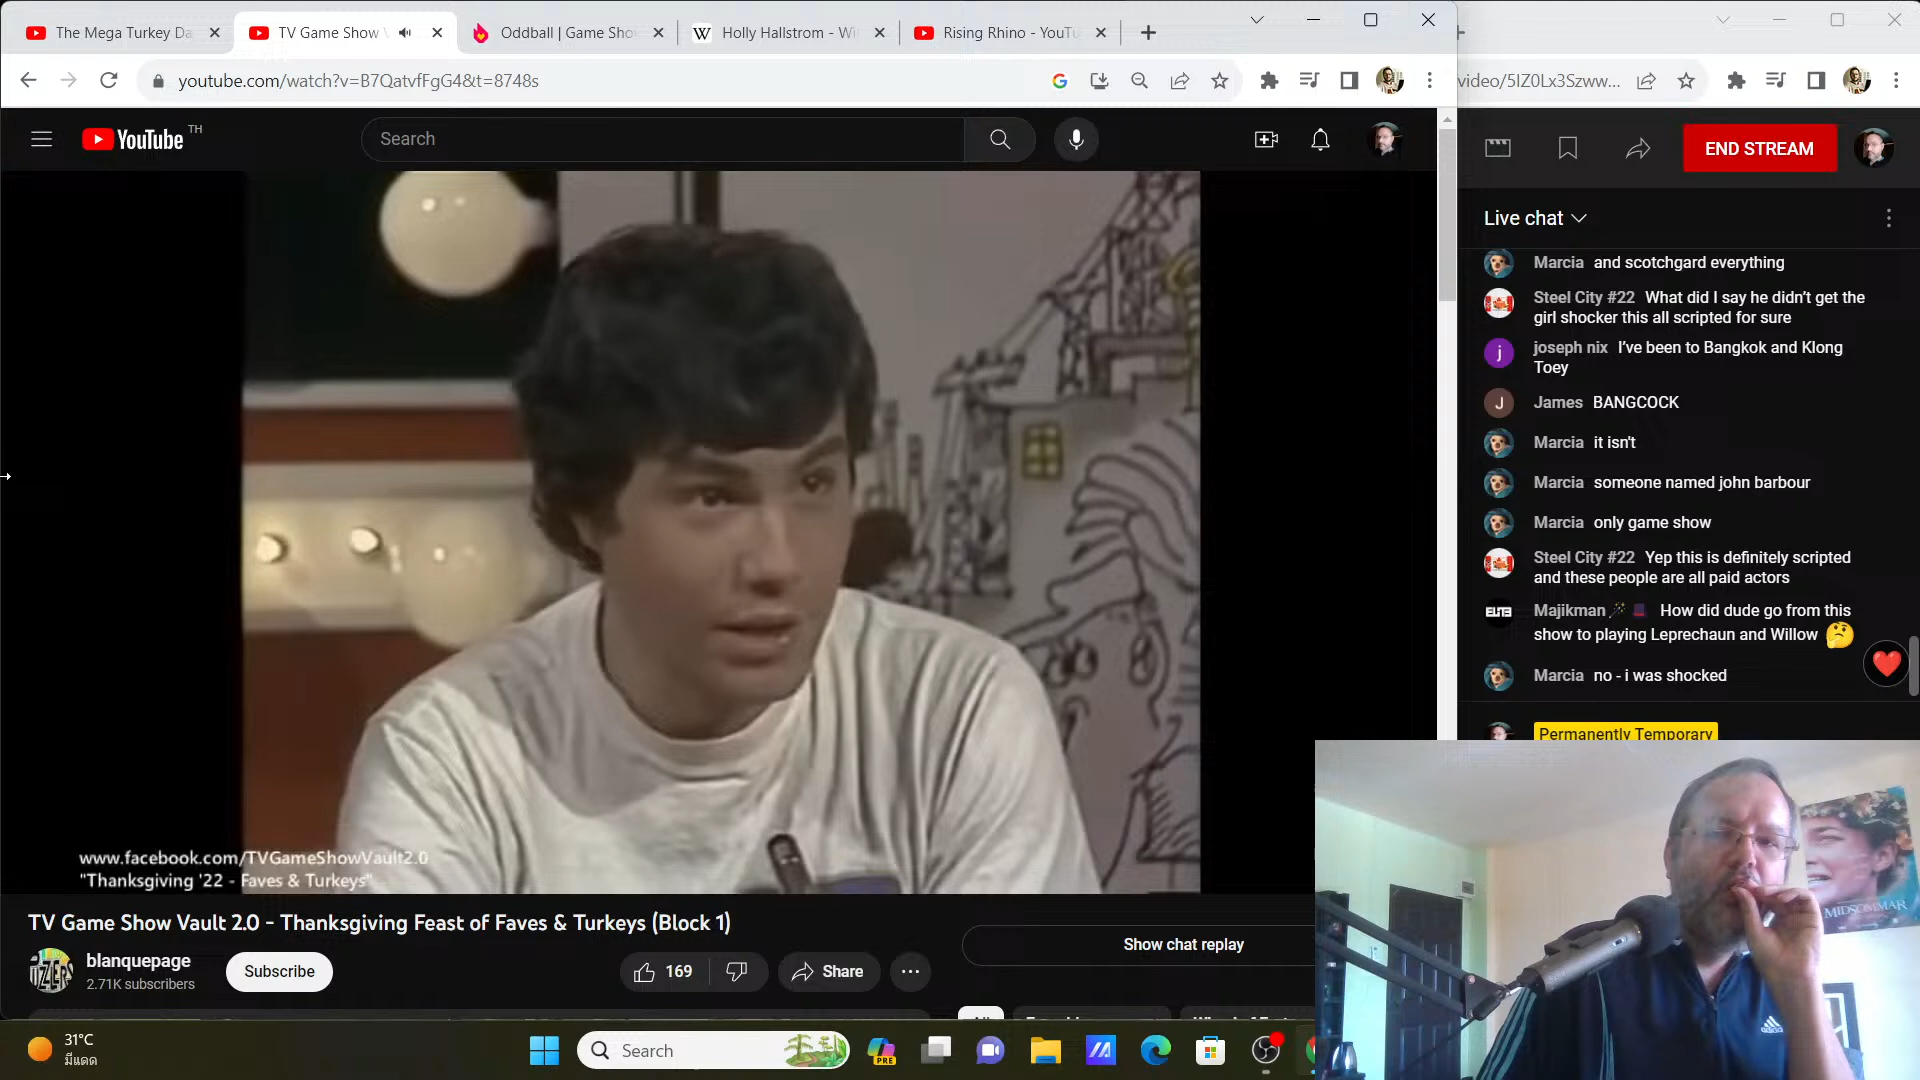 The Mega Turkey Da
TV Game Show
Oddball | Game Sho
Holly Hallstrom - Wi
Rising Rhino - YouTu
youtube.com/watch?v=B7QatvfFgG4&t=8748s
video/5IZ0Lx3Szww...
YouTube TH
Search
END STREAM
Live chat
Marcia and scotchgard everything
Steel City #22 What did I say he didn't get the
girl shocker this all scripted for sure
joseph nix I've been to Bangkok and Klong
Toey
James BANGCOCK
Marcia it isn't
Marcia someone named john barbour
Marcia only game show
Steel City #22 Yep this is definitely scripted
and these people are all paid actors
Majikman How did dude go from this
show to playing Leprechaun and Willow
Marcia no - i was shocked
Permanently Temporary
www.facebook.com/TVGameShowVault2.0
"Thanksgiving '22 - Faves & Turkeys"
TV Game Show Vault 2.0 - Thanksgiving Feast of Faves & Turkeys (Block 1)
blanquepage
2.71K subscribers
Subscribe
169
Share
Show chat replay
MIDSOMMAR
adidas
31°C
มีแดด
Search
PRE